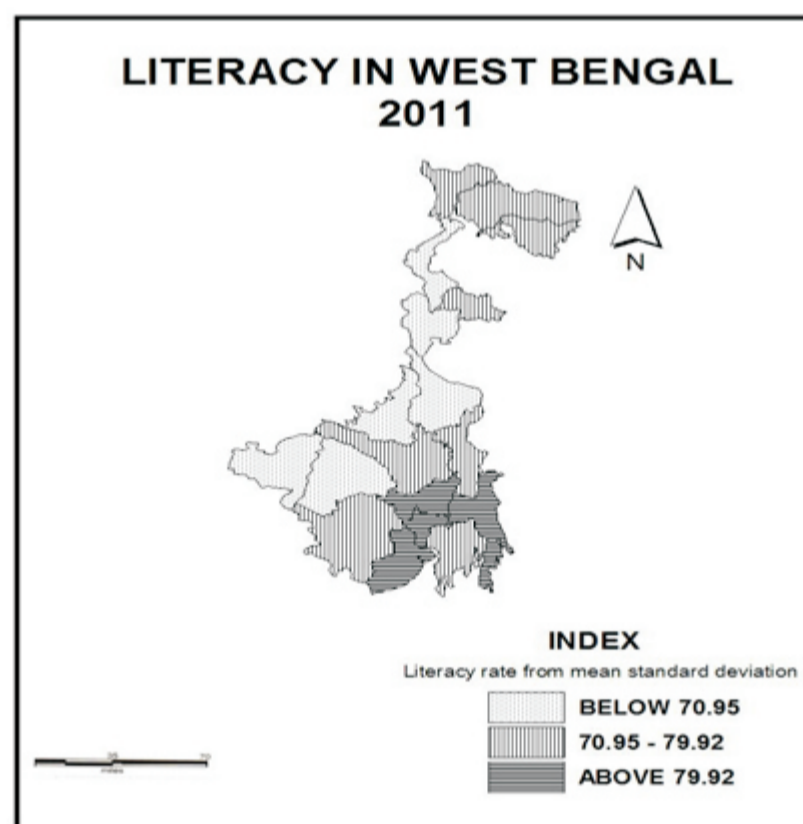 LITERACY IN WEST BENGAL
2011
N
INDEX
Literacy rate from mean standard deviation
BELOW 70.95
70.95 - 79.92
ABOVE 79.92